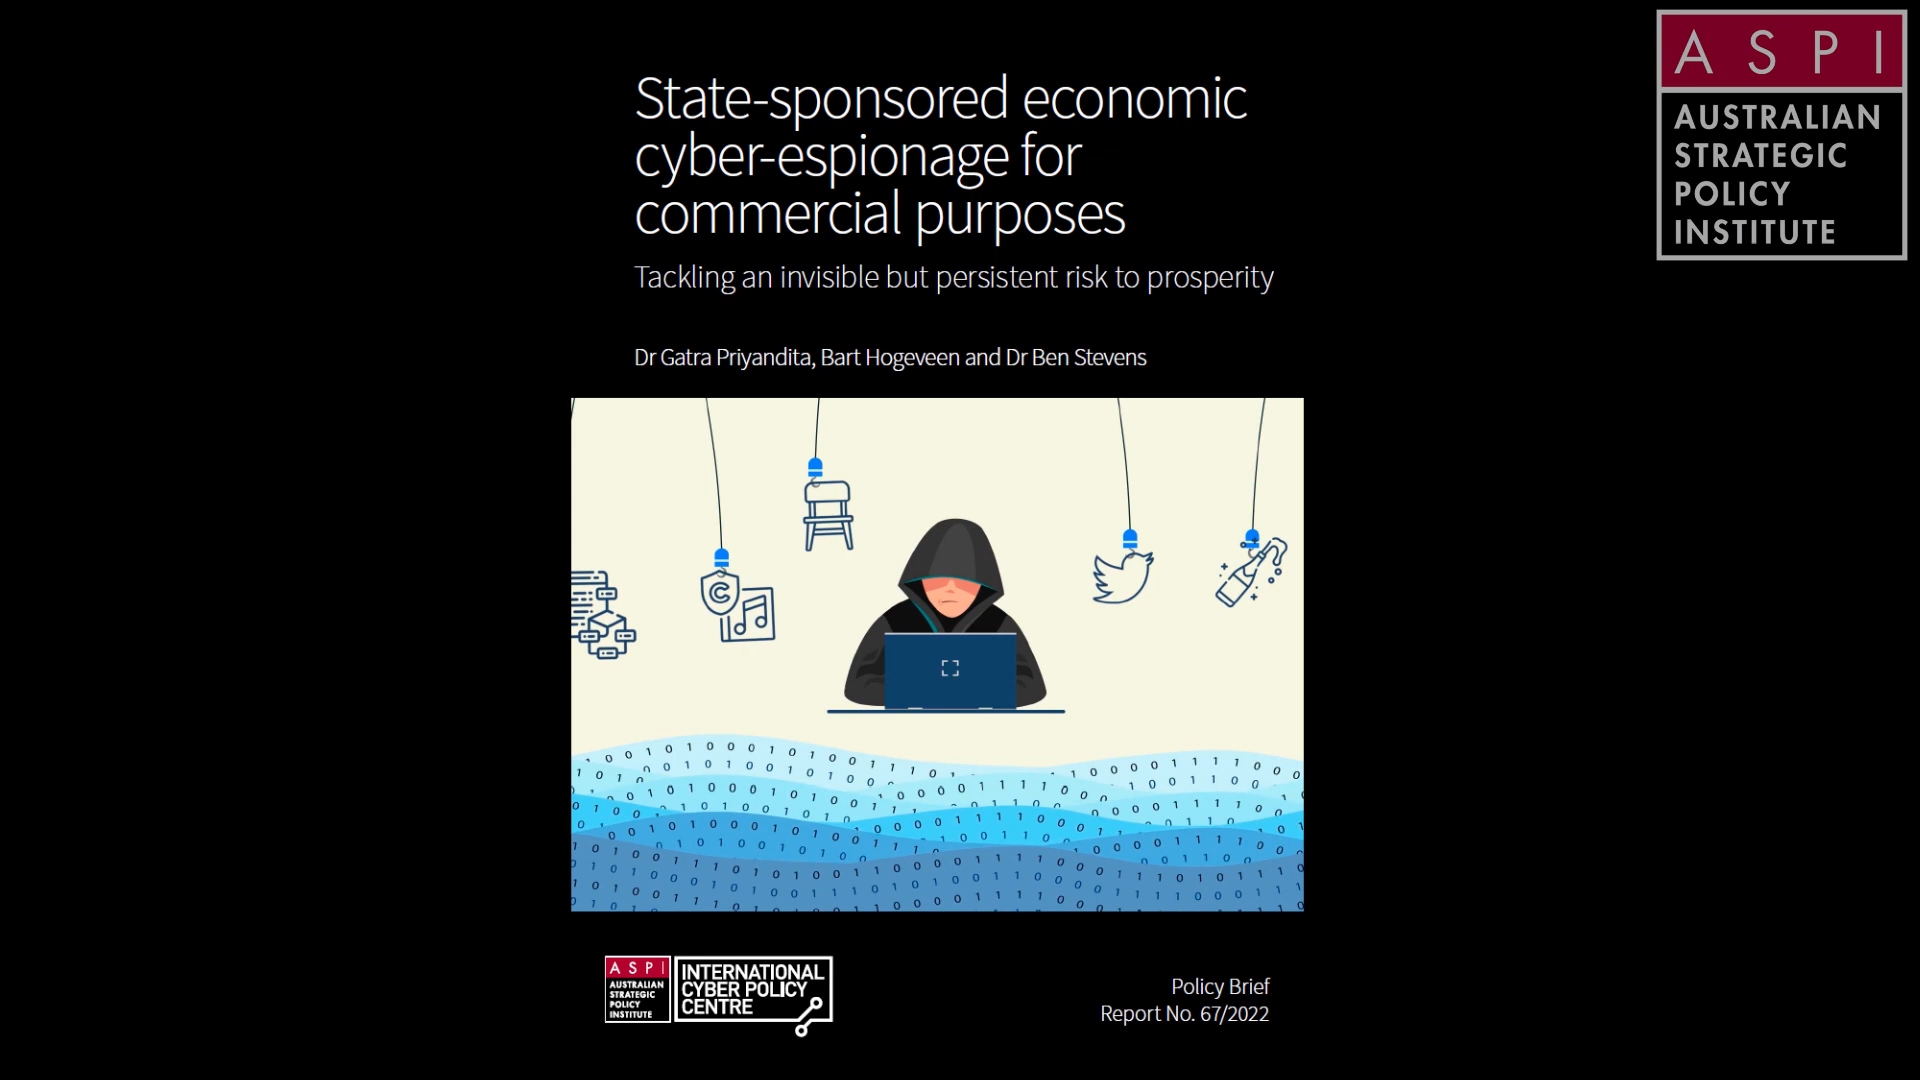 State-sponsored economic
cyber-espionage for
commercial purposes
Tackling an invisible but persistent risk to prosperity
Dr Gatra Priyandita, Bart Hogeveen and Dr Ben Stevens
ASPI
AUSTRALIAN
STRATEGIC
POLICY
INSTITUTE
C
ASPI
AUSTRALIAN
STRATEGIC
POLICY
INSTITUTE
INTERNATIONAL
CYBER POLICY
CENTRE
Policy Brief
Report No. 67/2022